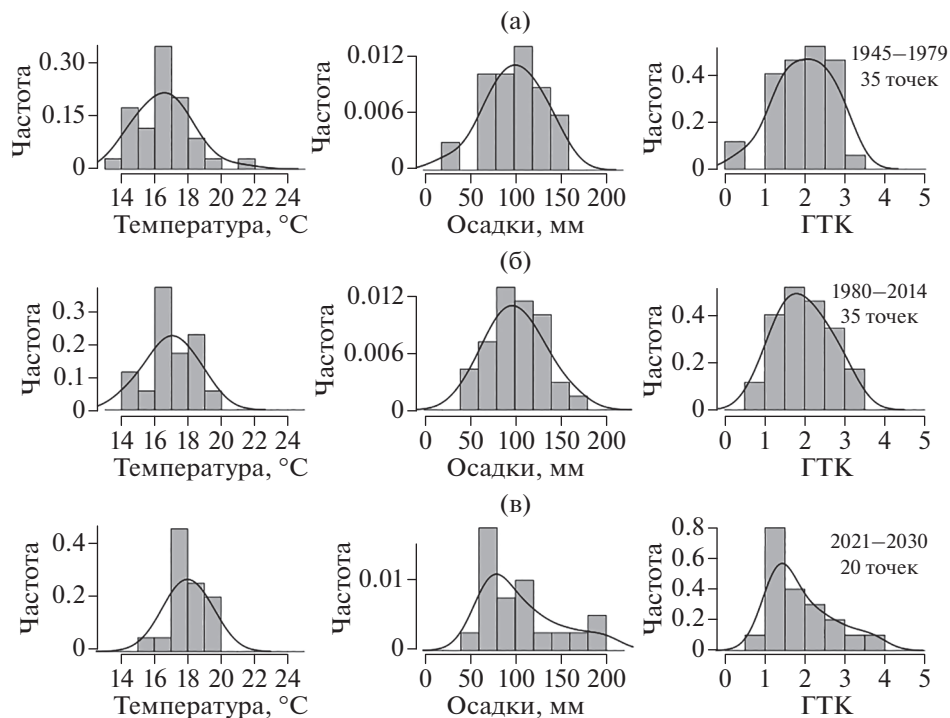 (а)
Частота
0.30
0.15
0
14 16 18 20 22 24
Температура, °C
Частота
0.012
0.006
0
0 50 100 150 200
Осадки, мм
Частота
0.4
0.2
0
0 1 2 3 4 5
ГТК
1945–1979
35 точек
(б)
Частота
0.3
0.2
0.1
0
14 16 18 20 22 24
Температура, °C
Частота
0.012
0.006
0
0 50 100 150 200
Осадки, мм
Частота
0.4
0.2
0
0 1 2 3 4 5
ГТК
1980–2014
35 точек
(в)
Частота
0.4
0.2
0
14 16 18 20 22 24
Температура, °C
Частота
0.01
0
0 50 100 150 200
Осадки, мм
Частота
0.8
0.6
0.4
0.2
0
0 1 2 3 4 5
ГТК
2021–2030
20 точек